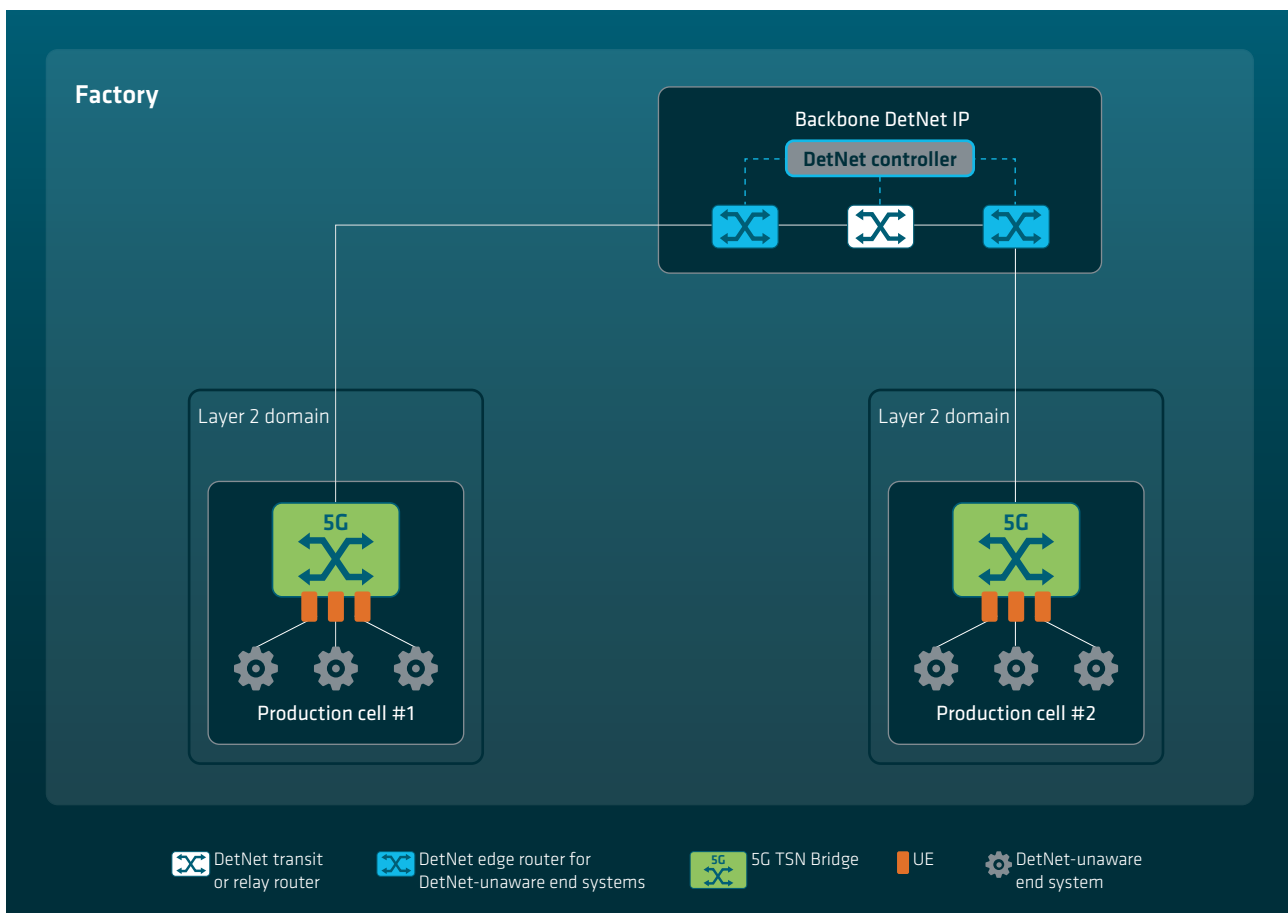 Factory
Backbone DetNet IP
DetNet controller
Layer 2 domain
Layer 2 domain
5G
5G
Production cell #1
Production cell #2
DetNet transit
or relay router
DetNet edge router for
DetNet-unaware end systems
5G
5G TSN Bridge
UE
DetNet-unaware
end system